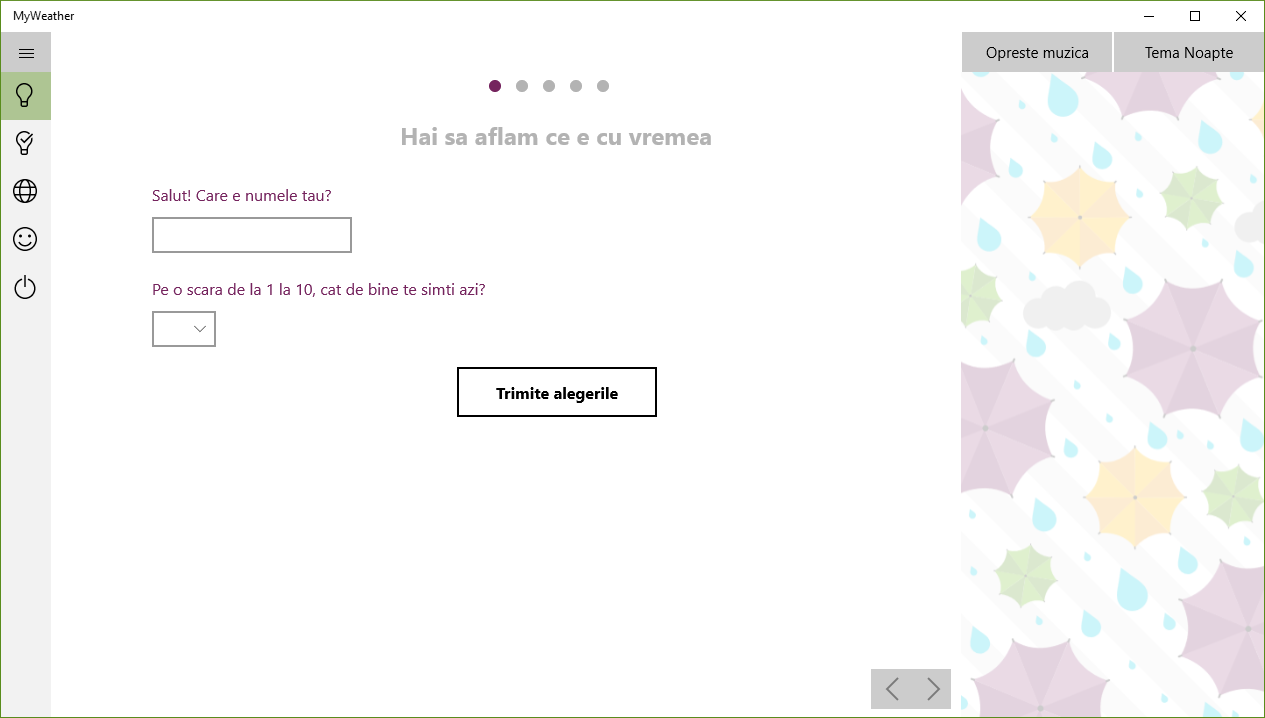 MyWeather
Opreste muzica
Tema Noapte
Hai sa aflam ce e cu vremea
Salut! Care e numele tau?
Pe o scara de la 1 la 10, cat de bine te simti azi?
Trimite alegerile